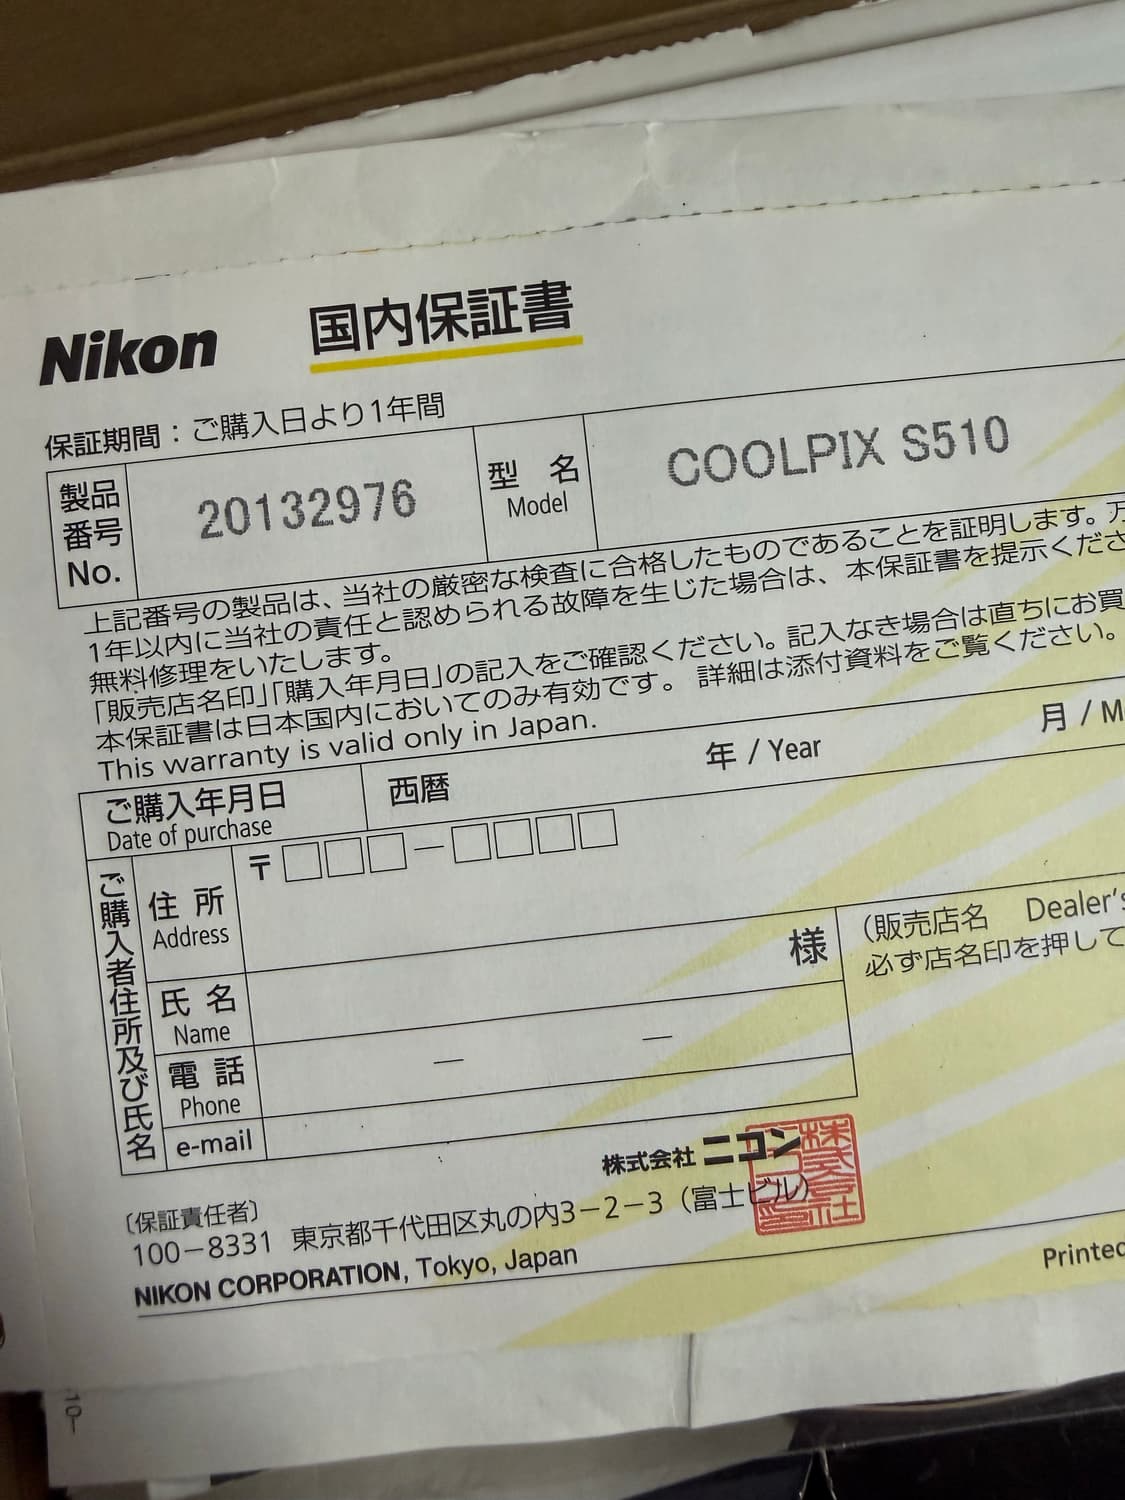 Nikon 国内保証書
保証期間：ご購入日より1年間
製品番号 No. 20132976 型名 Model COOLPIX S510
上記番号の製品は、当社の厳密な検査に合格したものであることを証明します。万
1年以内に当社の責任と認められる故障を生じた場合は、本保証書を提示くださ
無料修理をいたします。
「販売店名印」「購入年月日」の記入をご確認ください。記入なき場合は直ちにお買
本保証書は日本国内においてのみ有効です。詳細は添付資料をご覧ください。
This warranty is valid only in Japan.
ご購入年月日 西暦 年 / Year 月 / M
Date of purchase
ご購入者住所及び氏名
〒
住所
Address
様
氏名
Name
電話 － －
Phone
e-mail
（販売店名 Dealer's
必ず店名印を押して
株式会社 ニコン
〔保証責任者〕
100－8331 東京都千代田区丸の内3－2－3（富士ビル）
NIKON CORPORATION, Tokyo, Japan
Printed